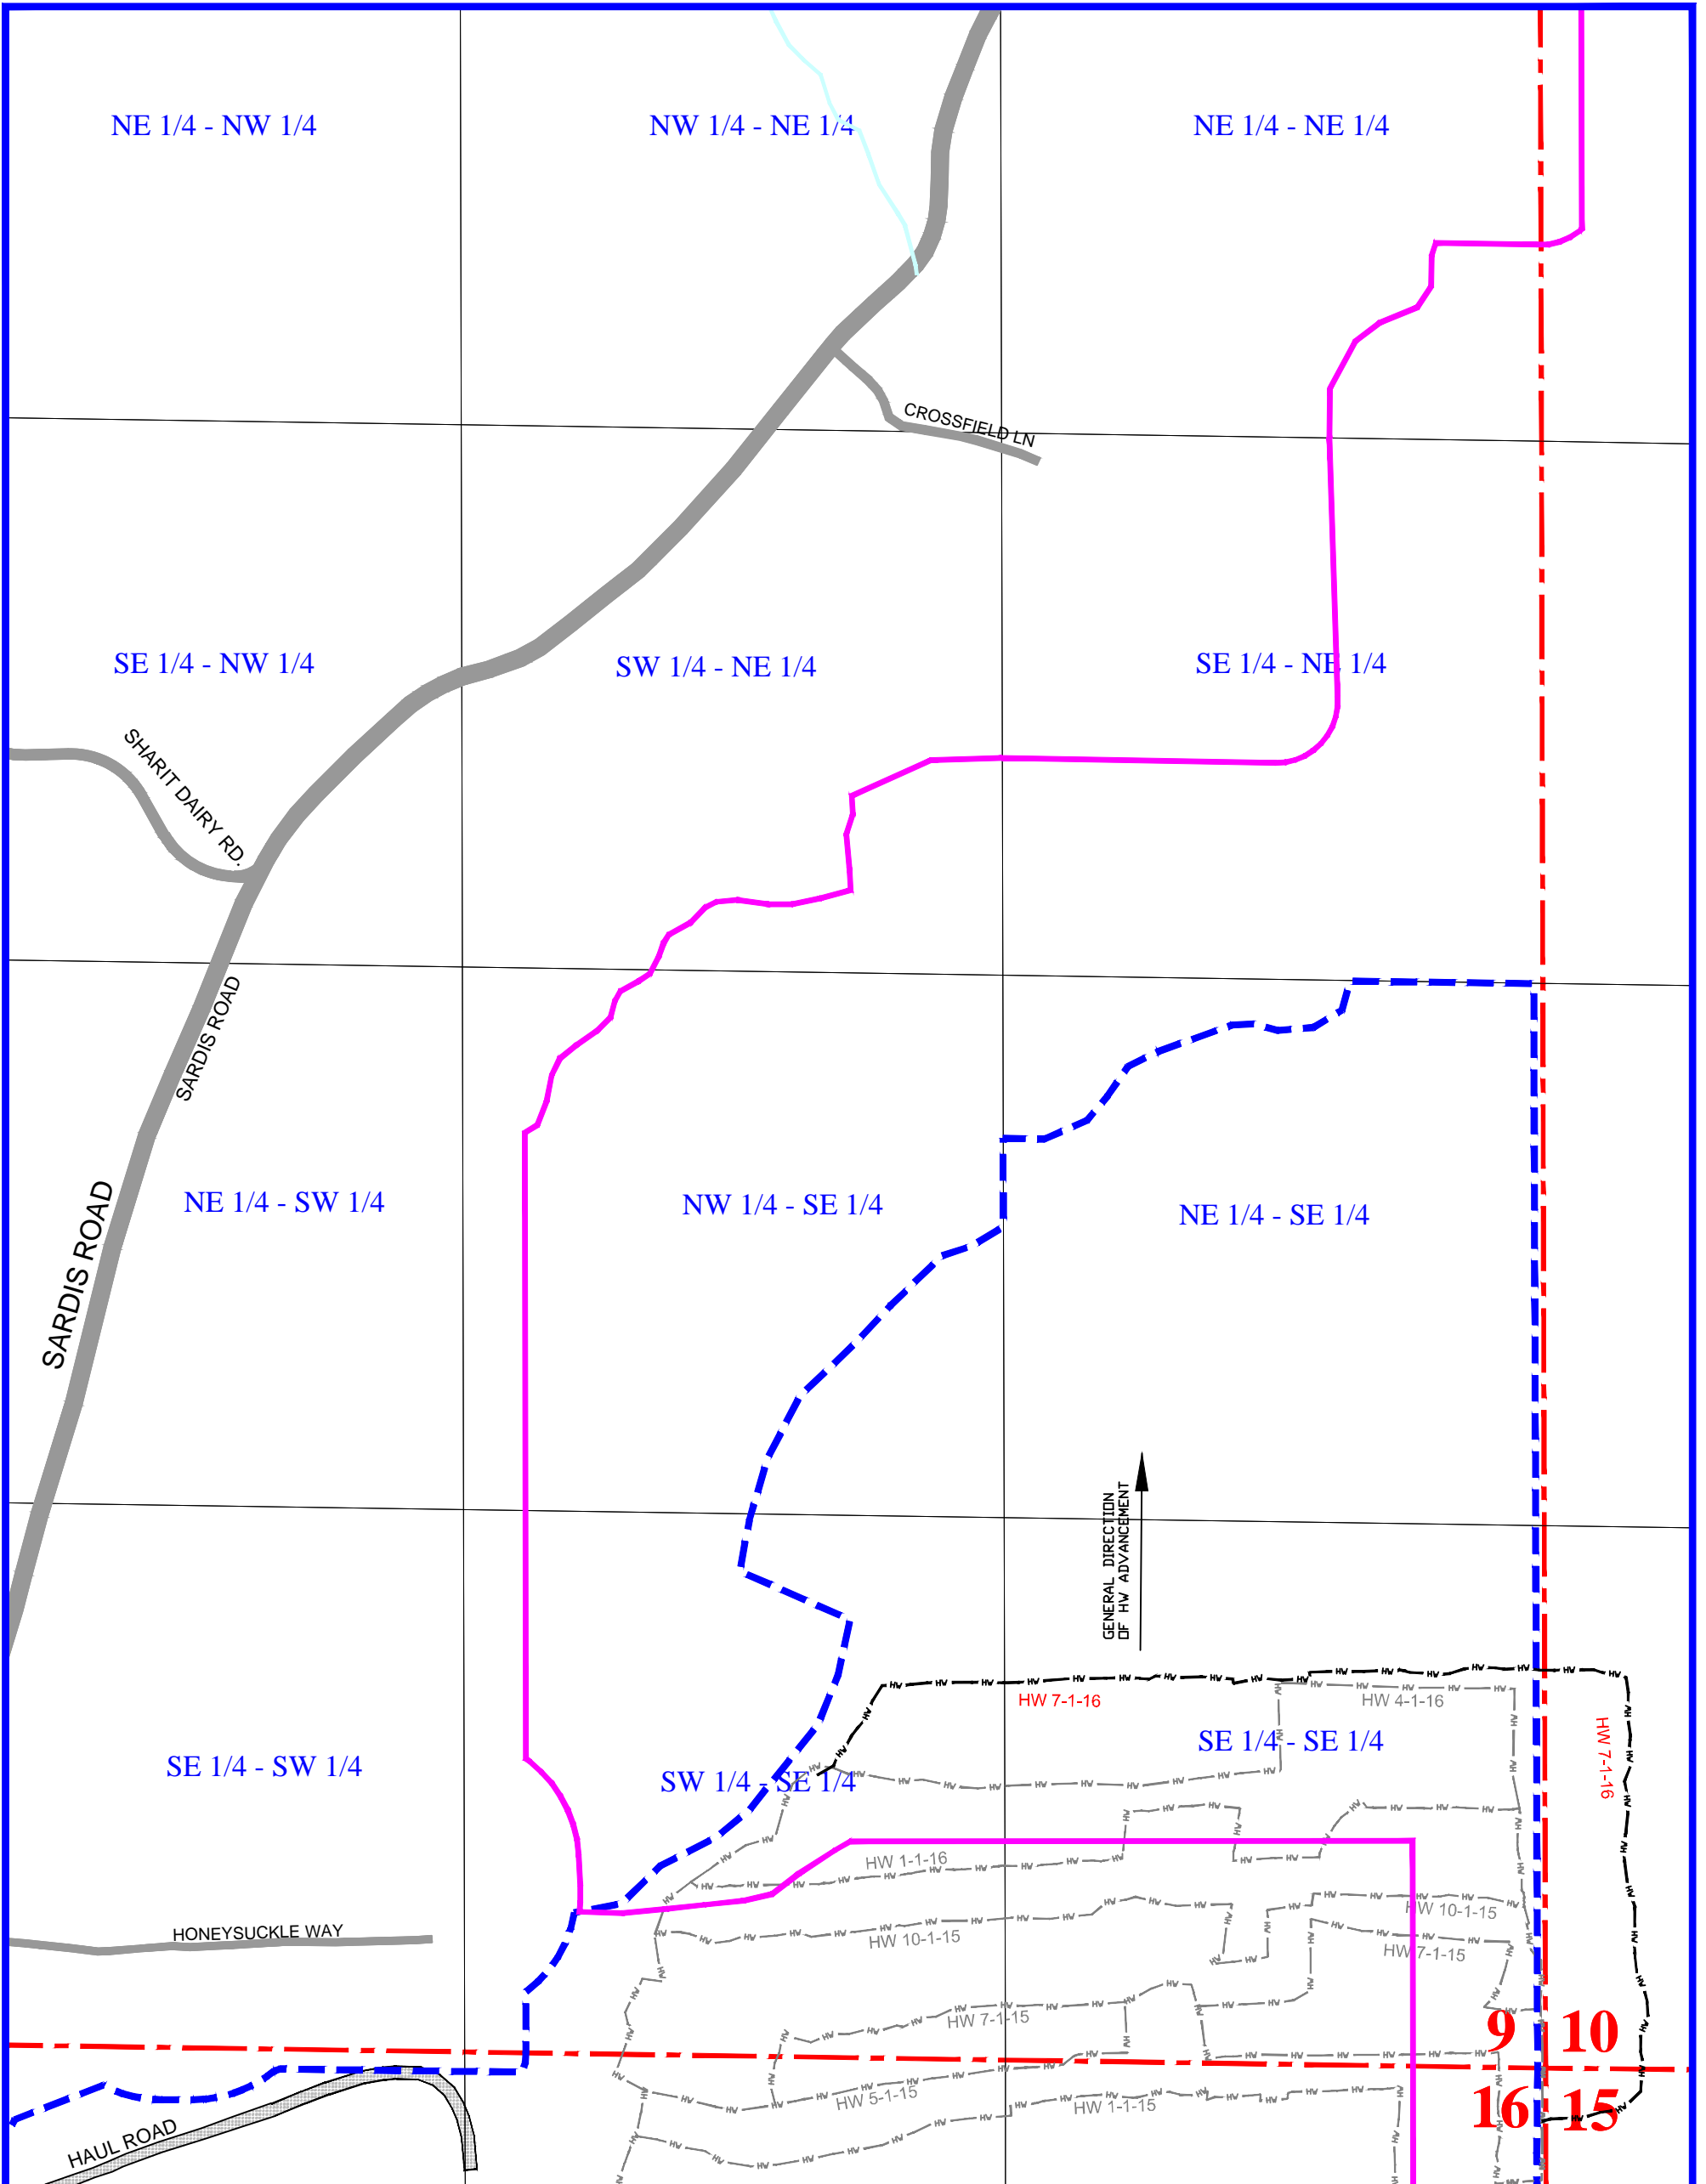 NE 1/4 - NW 1/4
NW 1/4 - NE 1/4
NE 1/4 - NE 1/4
CROSSFIELD LN
SE 1/4 - NW 1/4
SW 1/4 - NE 1/4
SE 1/4 - NE 1/4
SHARIT DAIRY RD.
SARDIS ROAD
SARDIS ROAD
NE 1/4 - SW 1/4
NW 1/4 - SE 1/4
NE 1/4 - SE 1/4
GENERAL DIRECTION
OF HW ADVANCEMENT
HW 7-1-16
HW 4-1-16
HW 7-1-16
SE 1/4 - SW 1/4
SW 1/4 - SE 1/4
SE 1/4 - SE 1/4
HW 1-1-16
HW 10-1-15
HW 10-1-15
HW 7-1-15
HONEYSUCKLE WAY
HW 7-1-15
9
10
HW 5-1-15
HW 1-1-15
16
15
HAUL ROAD